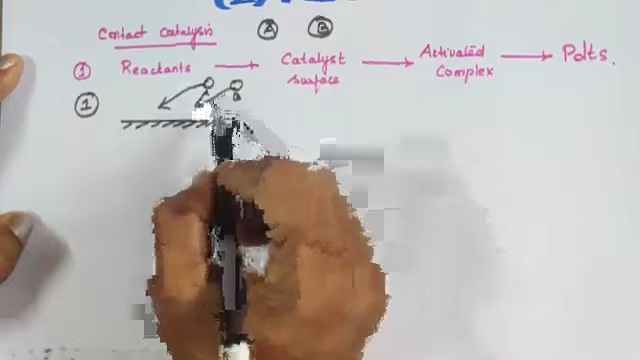 A B
Contact catalysis
1 Reactants → Catalyst surface → Activated Complex → Pdts.
1
A B